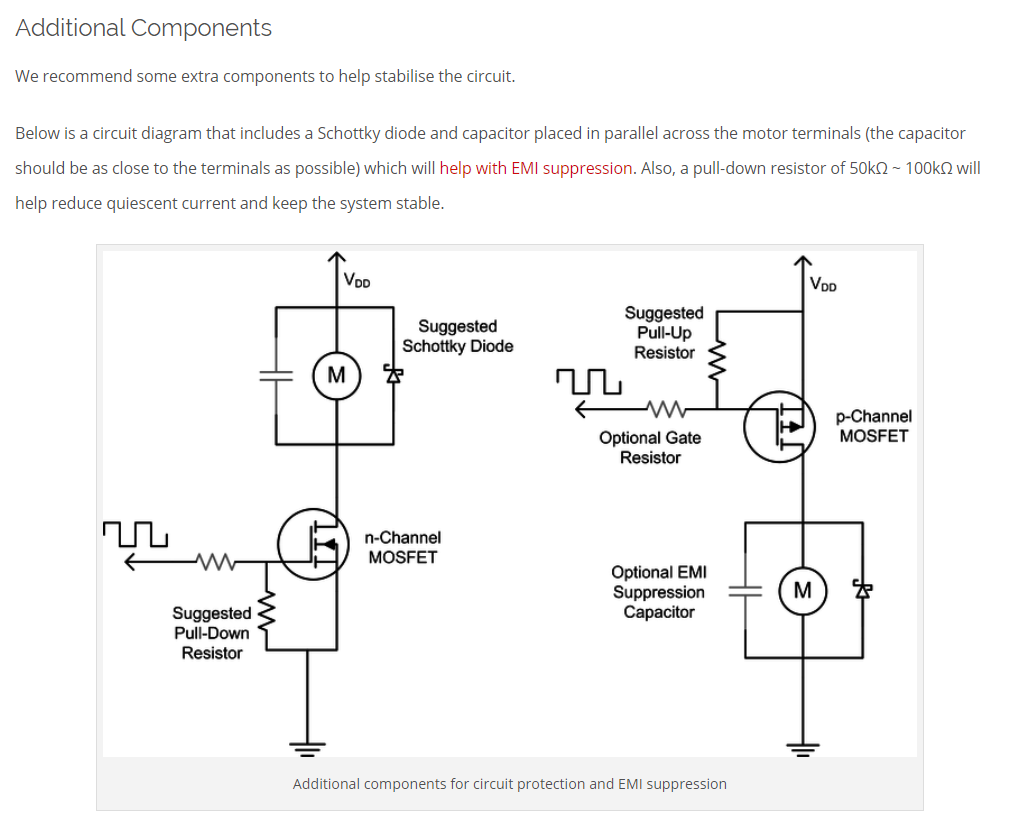 Additional Components
We recommend some extra components to help stabilise the circuit.
Below is a circuit diagram that includes a Schottky diode and capacitor placed in parallel across the motor terminals (the capacitor
should be as close to the terminals as possible) which will help with EMI suppression. Also, a pull-down resistor of 50kΩ ~ 100kΩ will
help reduce quiescent current and keep the system stable.
VDD
Suggested
Schottky Diode
M
n-Channel
MOSFET
Suggested
Pull-Down
Resistor
VDD
Suggested
Pull-Up
Resistor
Optional Gate
Resistor
p-Channel
MOSFET
Optional EMI
Suppression
Capacitor
M
Additional components for circuit protection and EMI suppression